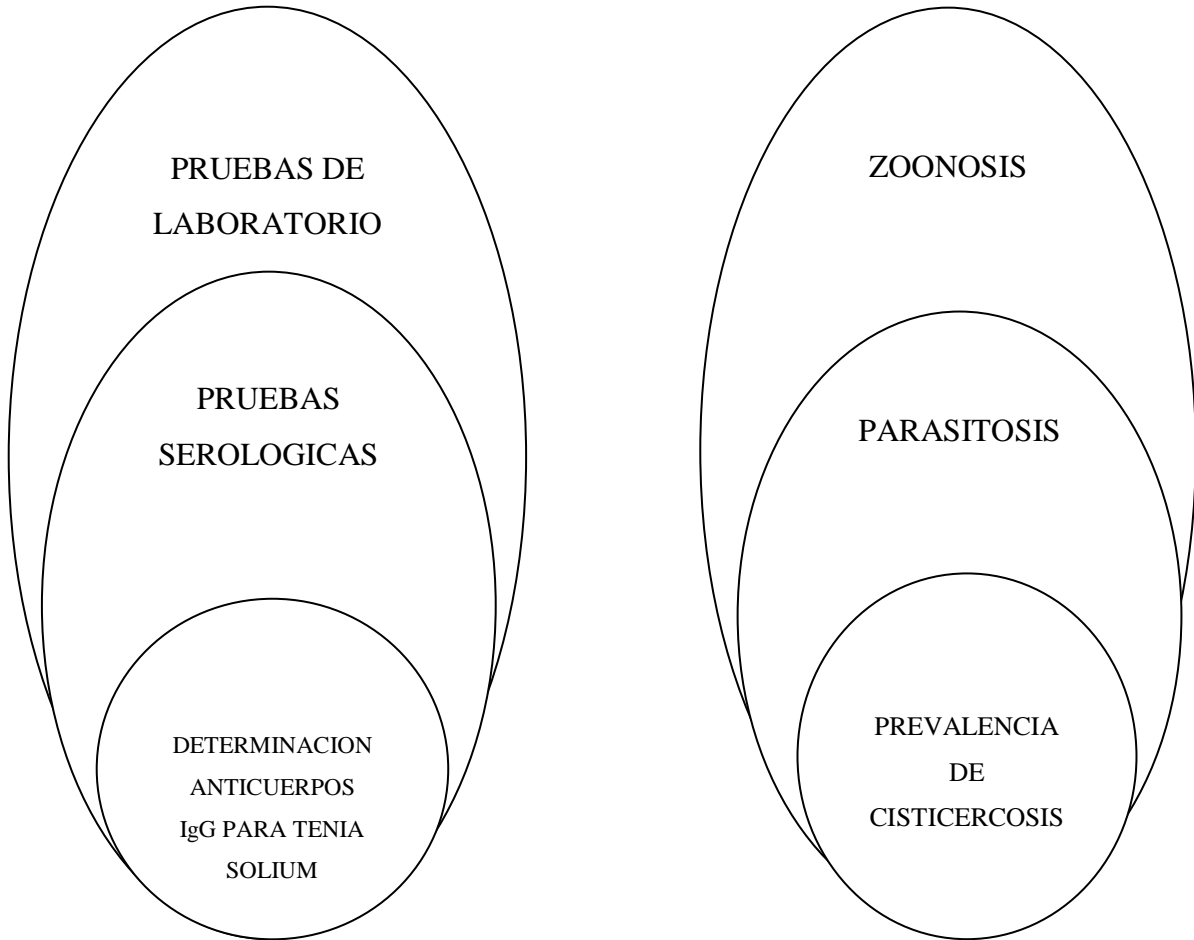 PRUEBAS DE
LABORATORIO
PRUEBAS
SEROLOGICAS
DETERMINACION
ANTICUERPOS
IgG PARA TENIA
SOLIUM
ZOONOSIS
PARASITOSIS
PREVALENCIA
DE
CISTICERCOSIS